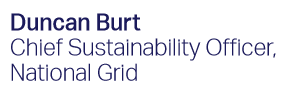 Duncan Burt
Chief Sustainability Officer,
National Grid